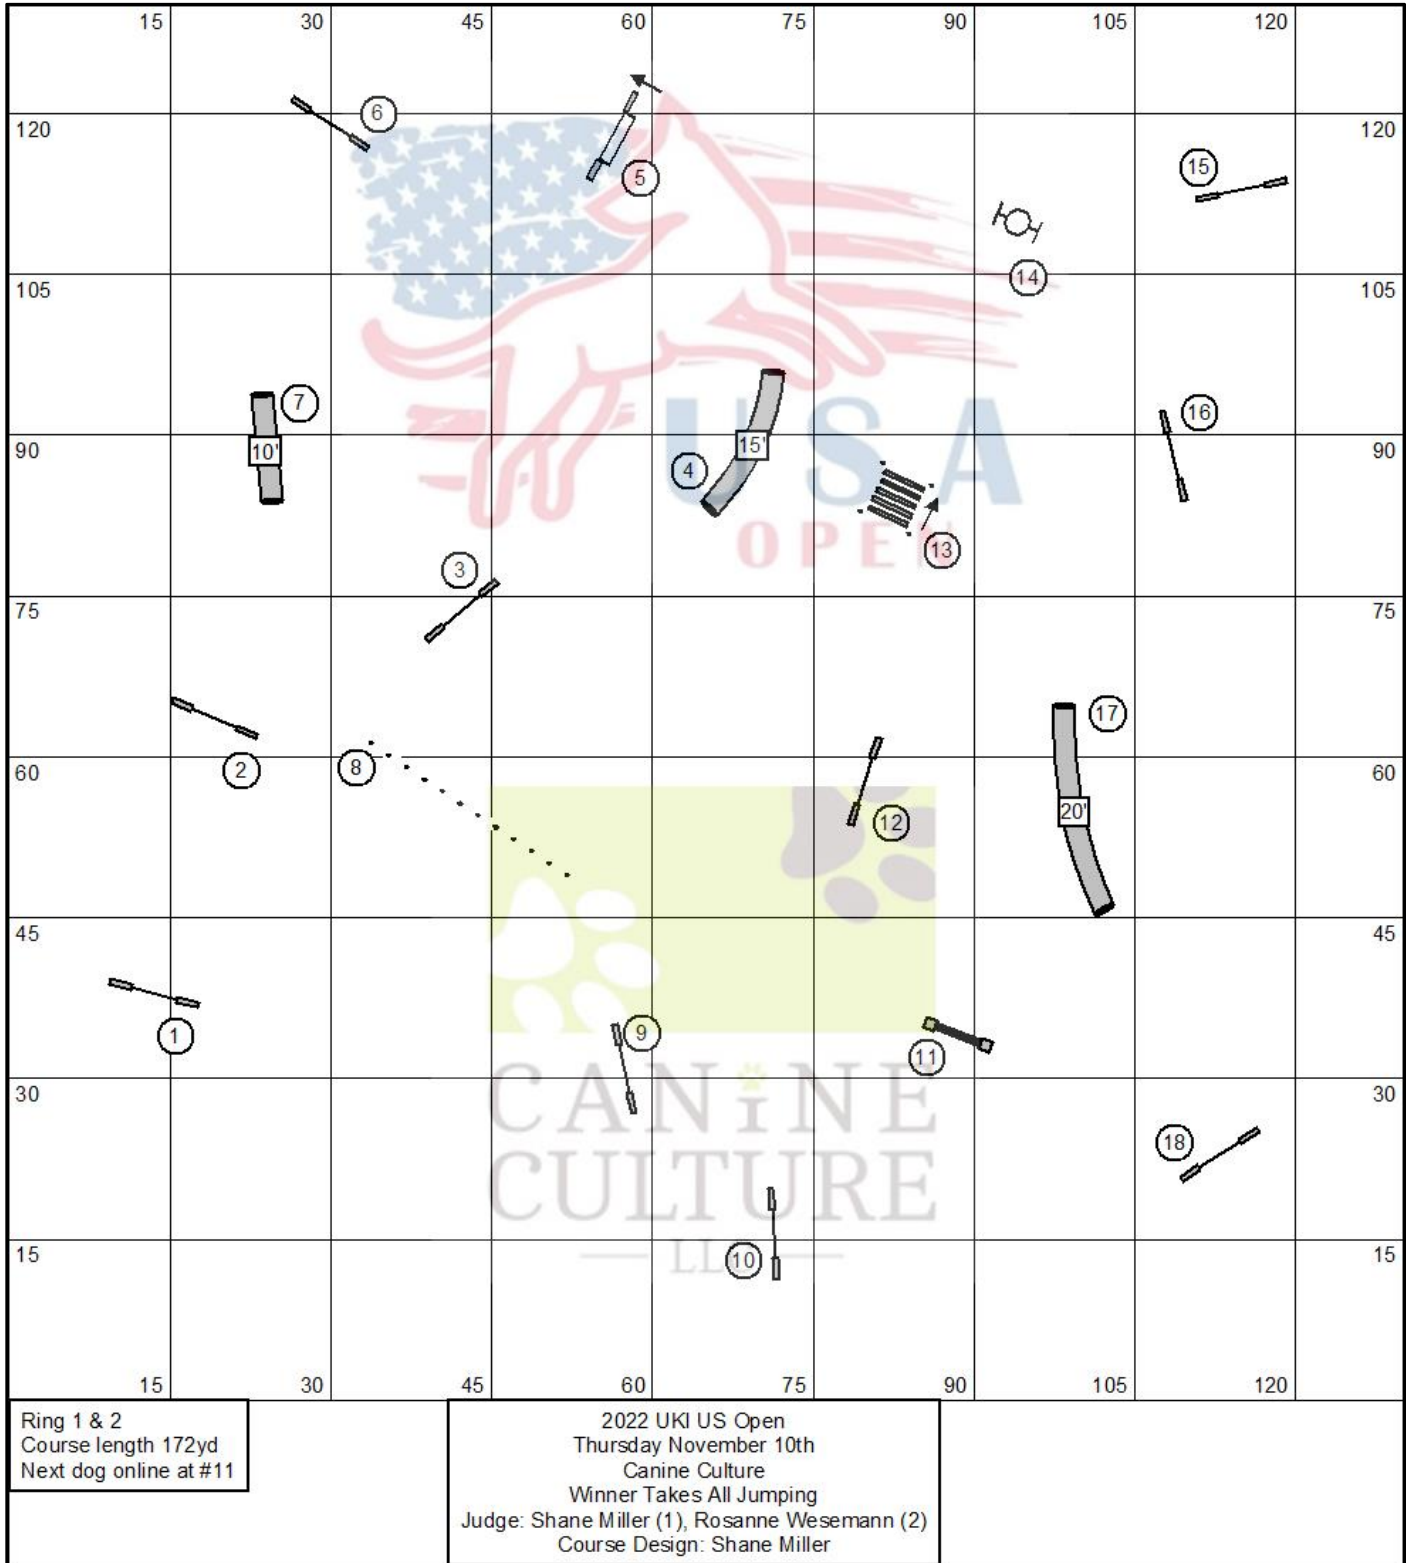 15 30 45 60 75 90 105 120
6
120 120
5
15
14
105 105
7
16
4
15'
10'
90 90
USA
OPEN
13
3
75 75
17
2
8
60 60
20'
12
45 45
1
9
11
30 30
CANINE
18
CULTURE
10
15 15
LLC
15 30 45 60 75 90 105 120
Ring 1 & 2
Course length 172yd
Next dog online at #11
2022 UKI US Open
Thursday November 10th
Canine Culture
Winner Takes All Jumping
Judge: Shane Miller (1), Rosanne Wesemann (2)
Course Design: Shane Miller